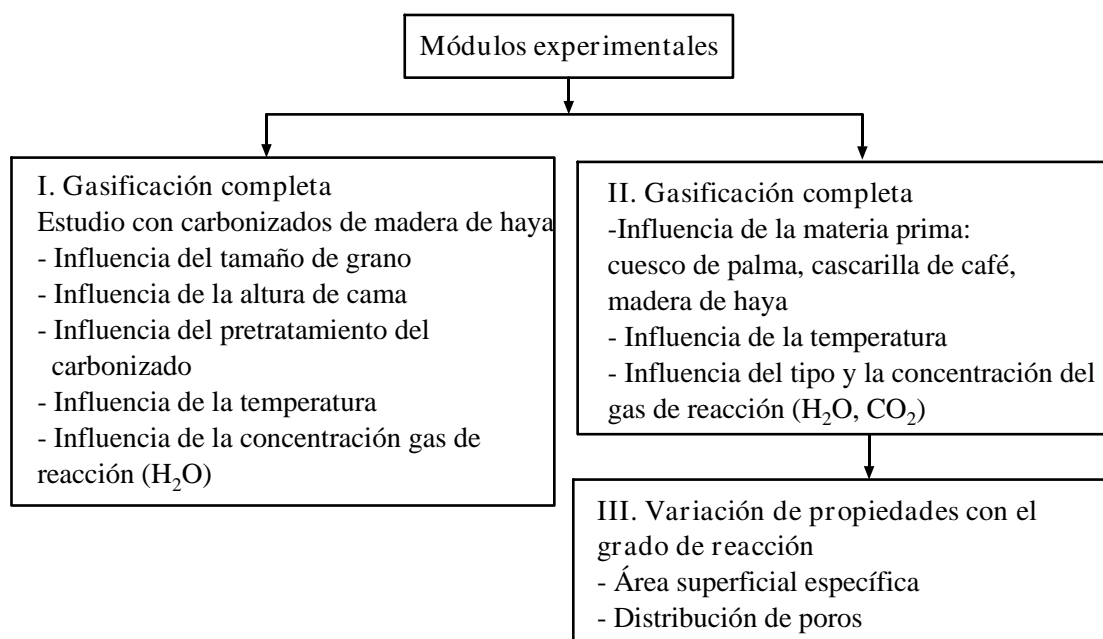 Módulos experimentales
I. Gasificación completa
Estudio con carbonizados de madera de haya
- Influencia del tamaño de grano
- Influencia de la altura de cama
- Influencia del pretratamiento del
carbonizado
- Influencia de la temperatura
- Influencia de la concentración gas de
reacción (H₂O)
II. Gasificación completa
-Influencia de la materia prima:
cuesco de palma, cascarilla de café,
madera de haya
- Influencia de la temperatura
- Influencia del tipo y la concentración del
gas de reacción (H₂O, CO₂)
III. Variación de propiedades con el
grado de reacción
- Área superficial específica
- Distribución de poros